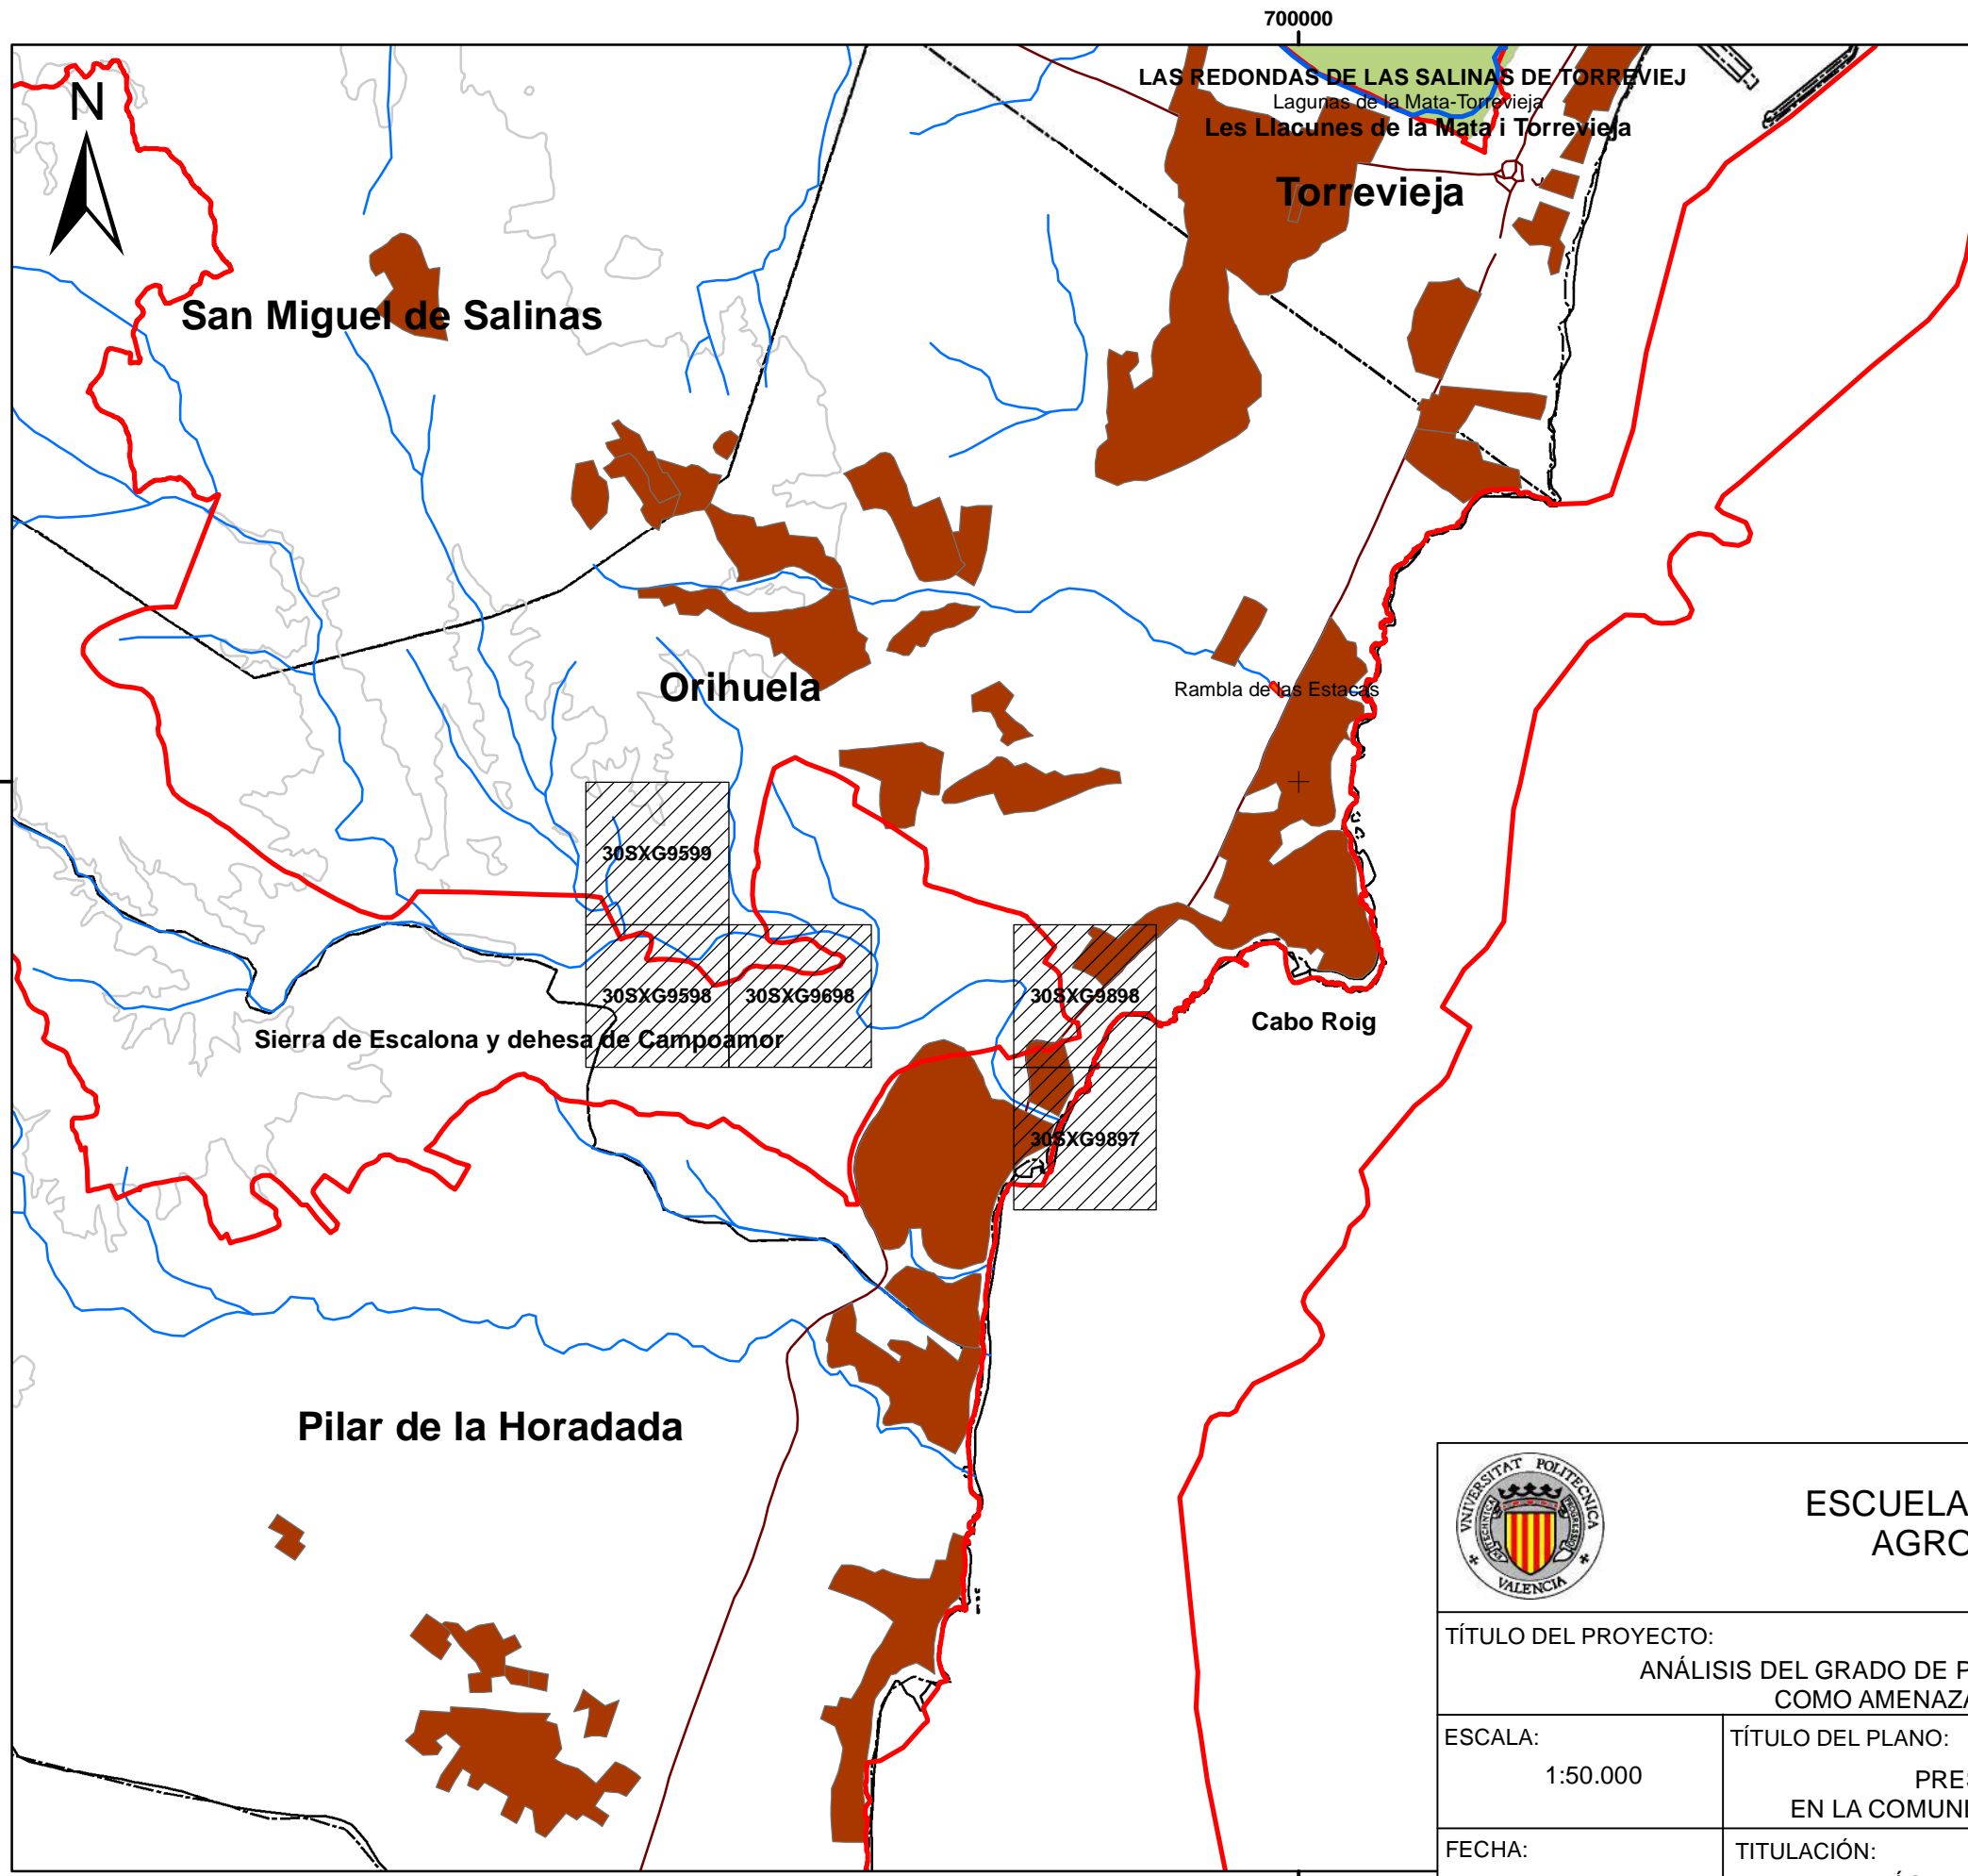 700000
N
LAS REDONDAS DE LAS SALINAS DE TORREVIEJ
Lagunas de la Mata-Torrevieja
Les Llacunes de la Mata i Torrevieja
Torrevieja
San Miguel de Salinas
Orihuela
Rambla de las Estacas
30SXG9599
30SXG9598
30SXG9698
30SXG9898
Cabo Roig
Sierra de Escalona y dehesa de Campoamor
30SXG9897
Pilar de la Horadada
VNIVERSITAT POLITECNICA
VALENCIA
ESCUELA
AGRO
TÍTULO DEL PROYECTO:
ANÁLISIS DEL GRADO DE P
COMO AMENAZA
ESCALA:
1:50.000
TÍTULO DEL PLANO:
PRES
EN LA COMUNI
FECHA:
TITULACIÓN: